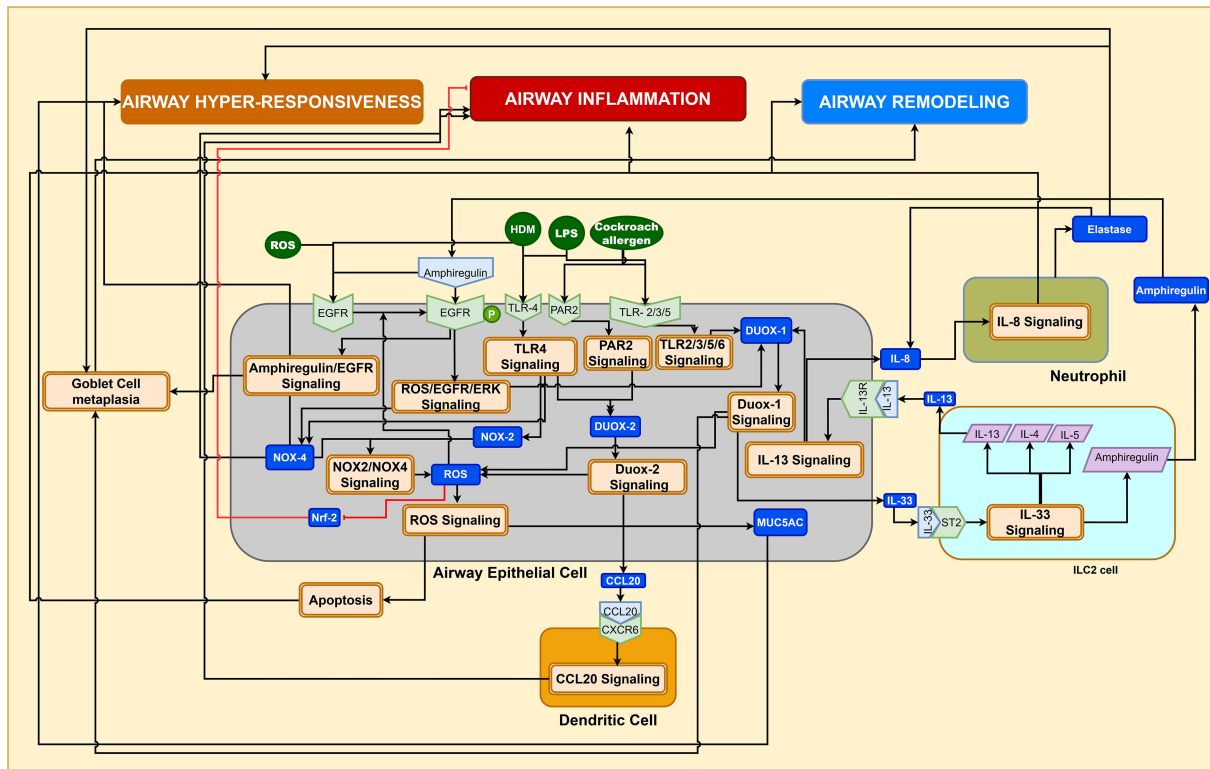 AIRWAY HYPER-RESPONSIVENESS
AIRWAY INFLAMMATION
AIRWAY REMODELING
ROS
HDM
LPS
Cockroach
allergen
Elastase
Amphiregulin
Amphiregulin
EGFR
EGFR
P
TLR-4
PAR2
TLR- 2/3/5
DUOX-1
IL-8
IL-8 Signaling
Neutrophil
Goblet Cell
metaplasia
Amphiregulin/EGFR
Signaling
ROS/EGFR/ERK
Signaling
TLR4
Signaling
PAR2
Signaling
TLR2/3/5/6
Signaling
Duox-1
Signaling
IL-13R
IL-13
IL-13
IL-13
IL-4
IL-5
Amphiregulin
NOX-4
NOX2/NOX4
Signaling
NOX-2
ROS
DUOX-2
Duox-2
Signaling
IL-13 Signaling
IL-33
IL-33
ST2
IL-33
Signaling
ILC2 cell
Nrf-2
ROS Signaling
MUC5AC
Airway Epithelial Cell
Apoptosis
CCL20
CCL20
CXCR6
CCL20 Signaling
Dendritic Cell